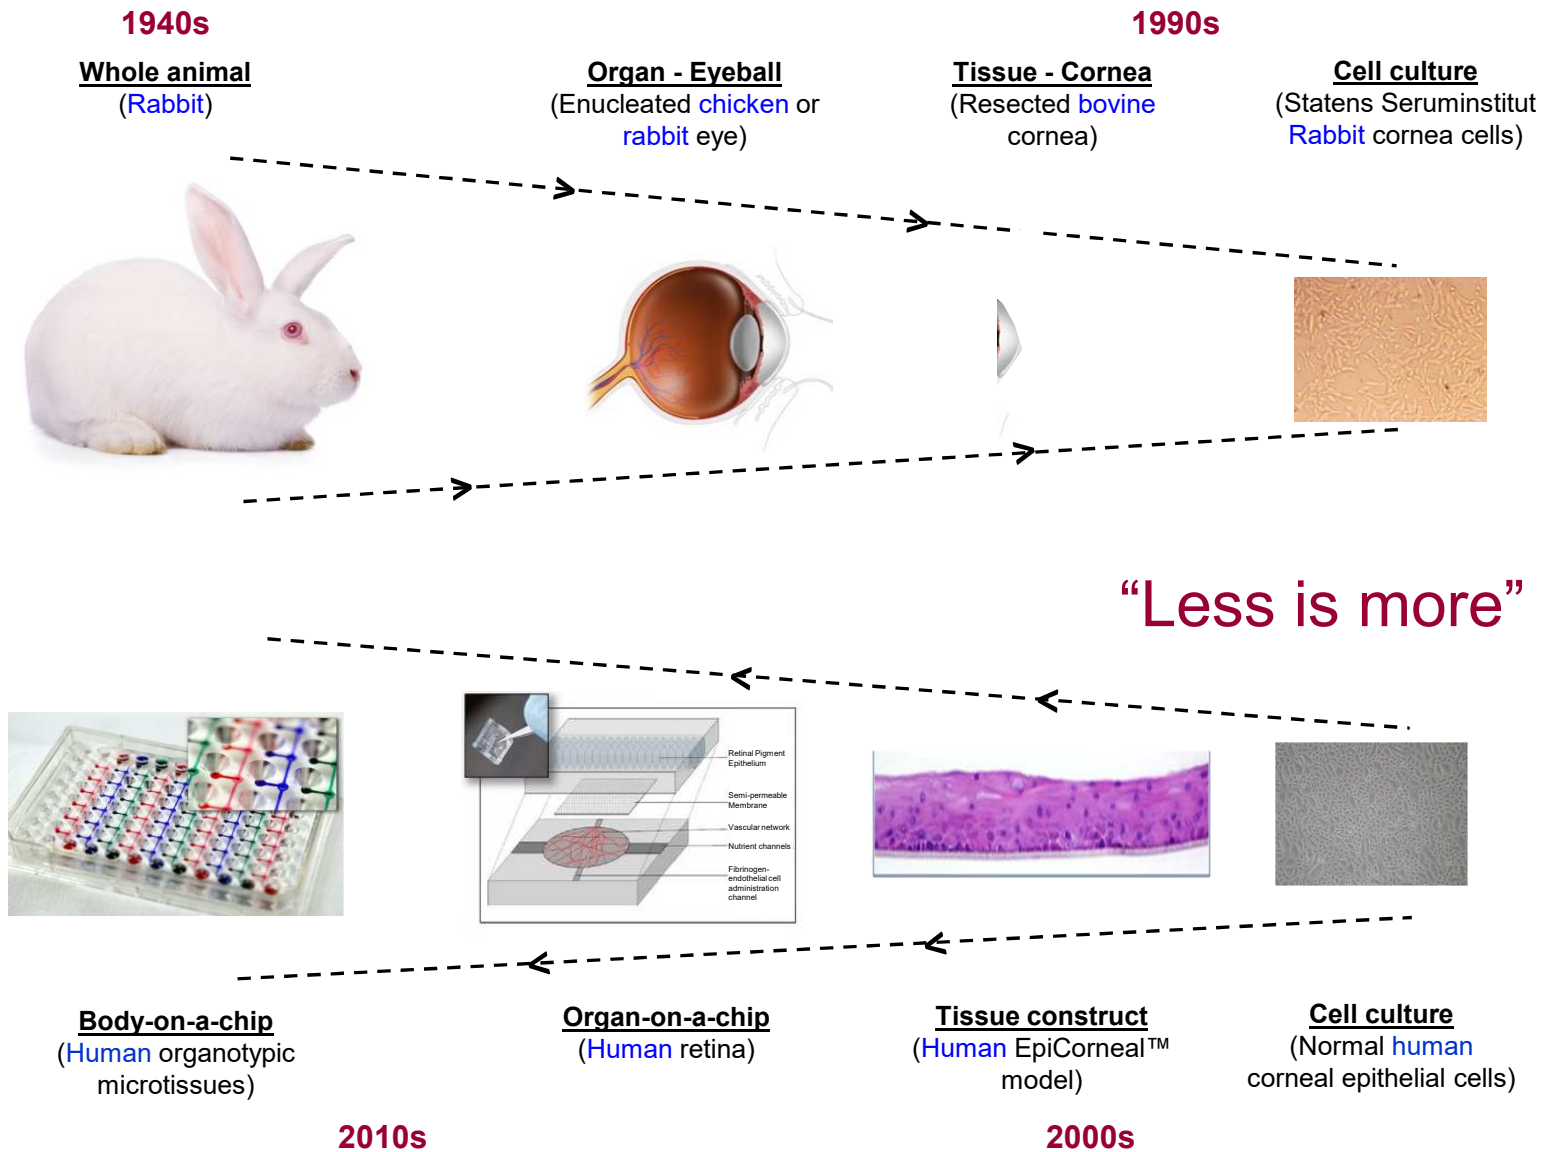 1940s
1990s
Whole animal
(Rabbit)
Organ - Eyeball
(Enucleated chicken or
rabbit eye)
Tissue - Cornea
(Resected bovine
cornea)
Cell culture
(Statens Seruminstitut
Rabbit cornea cells)
“Less is more”
Retinal Pigment
Epithelium
Semi-permeable
Membrane
Vascular network
Nutrient channels
Fibrinogen-
endothelial cell
administration
channel
Body-on-a-chip
(Human organotypic
microtissues)
Organ-on-a-chip
(Human retina)
Tissue construct
(Human EpiCorneal™
model)
Cell culture
(Normal human
corneal epithelial cells)
2010s
2000s